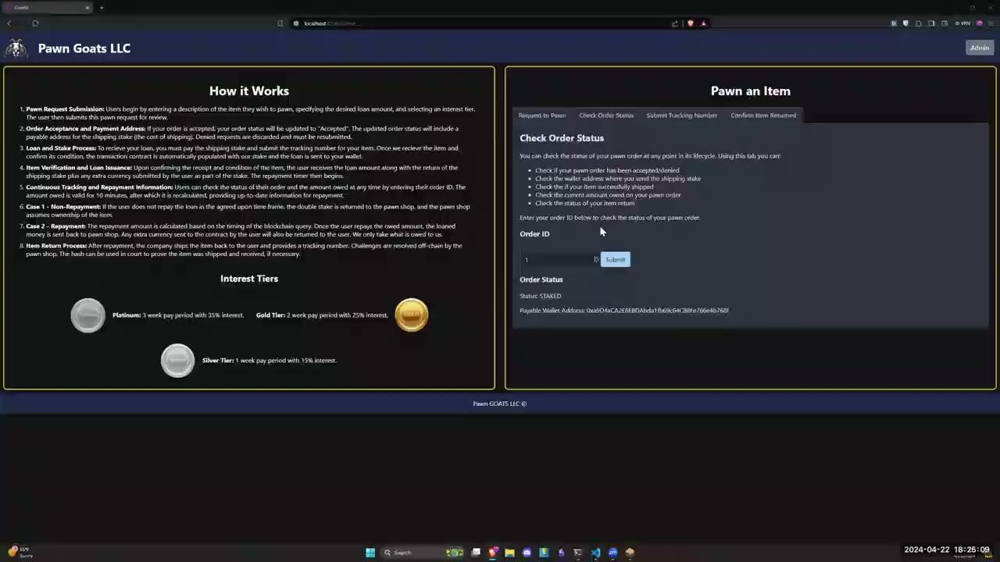 localhost
VPN
Pawn Goats LLC
Admin
How it Works
1. Pawn Request Submission: Users begin by entering a description of the item they wish to pawn, specifying the desired loan amount, and selecting an interest tier.
The user then submits this pawn request for review.
2. Order Acceptance and Payment Address: If your order is accepted, your order status will be updated to "Accepted". The updated order status will include a
payable address for the shipping stake (the cost of shipping). Denied requests are discarded and must be resubmitted.
3. Loan and Stake Process: To recieve your loan, you must pay the shipping stake and submit the tracking number for your item. Once we recieve the item and
confirm its condition, the transaction contract is automatically populated with our stake and the loan is sent to your wallet.
4. Item Verification and Loan Issuance: Upon confirming the receipt and condition of the item, the user receives the loan amount along with the return of the
shipping stake plus any extra currency submitted by the user as part of the stake. The repayment timer then begins.
5. Continuous Tracking and Repayment Information: Users can check the status of their order and the amount owed at any time by entering their order ID. The
amount owed is valid for 10 minutes, after which it is recalculated, providing up-to-date information for repayment.
6. Case 1 - Non-Repayment: If the user does not repay the loan in the agreed upon time frame, the double stake is returned to the pawn shop, and the pawn shop
assumes ownership of the item.
7. Case 2 - Repayment: The repayment amount is calculated based on the timing of the blockchain query. Once the user repays the owed amount, the loaned
money is sent back to pawn shop. Any extra currency sent to the contract by the user will also be returned to the user. We only take what is owed to us.
8. Item Return Process: After repayment, the company ships the item back to the user and provides a tracking number. Challenges are resolved off-chain by the
pawn shop. The hash can be used in court to prove the item was shipped and received, if necessary.
Interest Tiers
Platinum: 3 week pay period with 35% interest.
Gold Tier: 2 week pay period with 25% interest.
GOLD
Silver Tier: 1 week pay period with 15% interest.
Pawn an Item
Request to Pawn
Check Order Status
Submit Tracking Number
Confirm Item Returned
Check Order Status
You can check the status of your pawn order at any point in its lifecycle. Using this tab you can:
• Check if your pawn order has been accepted/denied
• Check the wallet address where you send the shipping stake
• Check the if your item successfully shipped
• Check the current amount owed on your pawn order
• Check the status of your item return
Enter your order ID below to check the status of your pawn order.
Order ID
1
Submit
Order Status
Status: STAKED
Payable Wallet Address:
Pawn GOATS LLC ©
55°F
Sunny
Search
2024-04-22 18:25:09